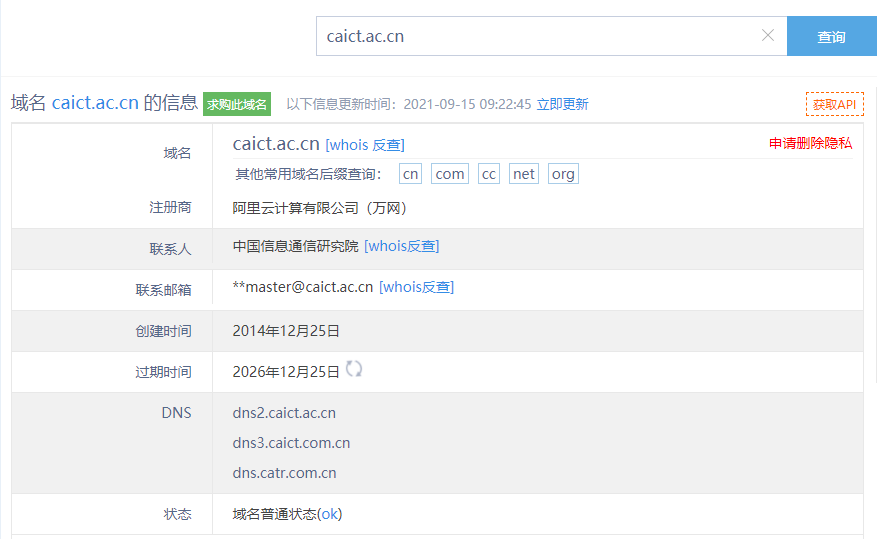 caict.ac.cn
查询
域名 caict.ac.cn 的信息 求购此域名 以下信息更新时间：2021-09-15 09:22:45 立即更新 获取API
域名 caict.ac.cn [whois 反查] 申请删除隐私
其他常用域名后缀查询： cn com cc net org
注册商 阿里云计算有限公司（万网）
联系人 中国信息通信研究院 [whois反查]
联系邮箱 **master@caict.ac.cn [whois反查]
创建时间 2014年12月25日
过期时间 2026年12月25日
DNS dns2.caict.ac.cn
dns3.caict.com.cn
dns.catr.com.cn
状态 域名普通状态(ok)